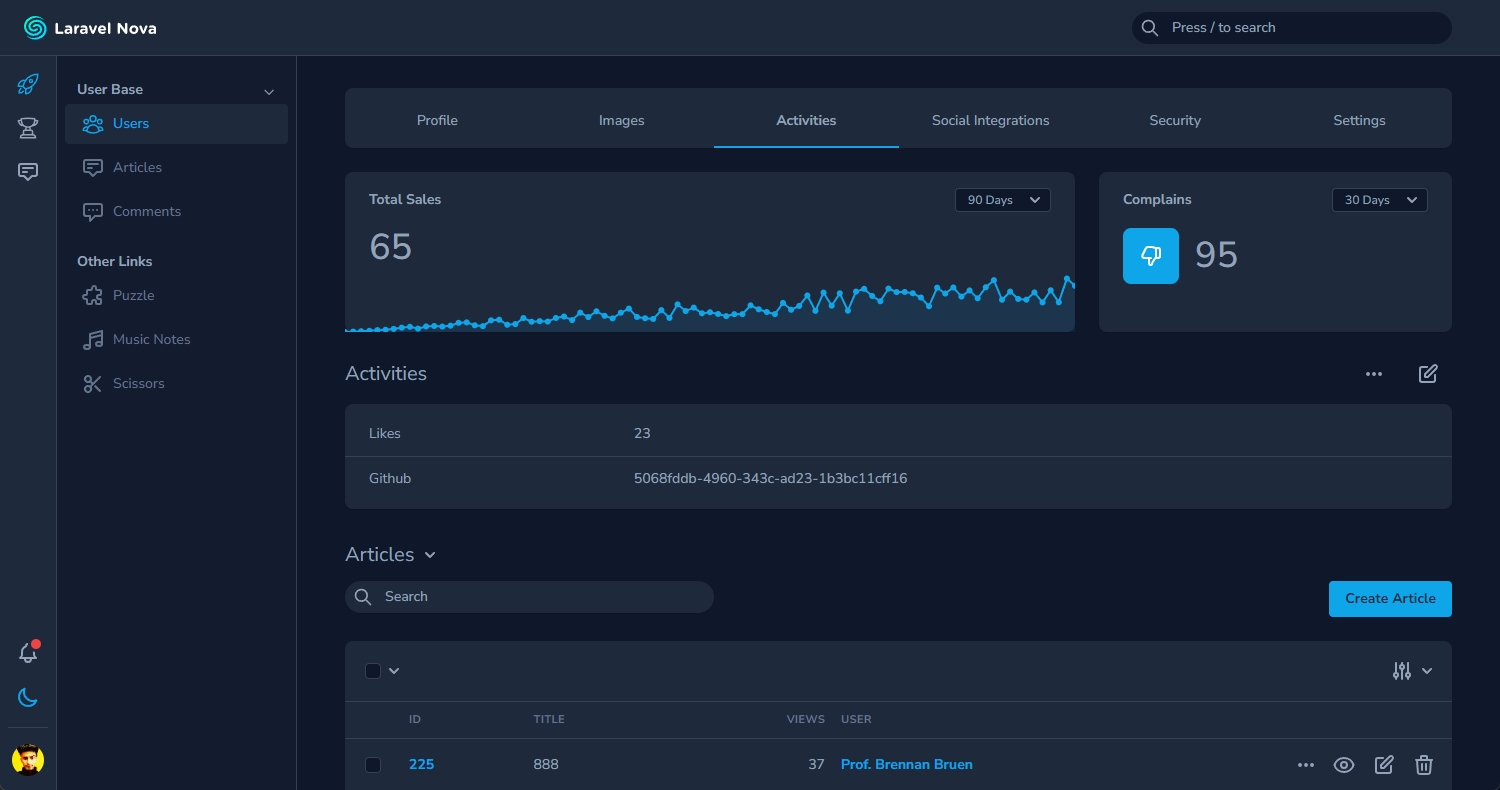 Laravel Nova
Press / to search
User Base
Users
Articles
Comments
Other Links
Puzzle
Music Notes
Scissors
Profile Images Activities Social Integrations Security Settings
Total Sales
90 Days
65
Complains
30 Days
95
Activities
Likes 23
Github 5068fddb-4960-343c-ad23-1b3bc11cff16
Articles
Search
Create Article
ID TITLE VIEWS USER
225 888 37 Prof. Brennan Bruen